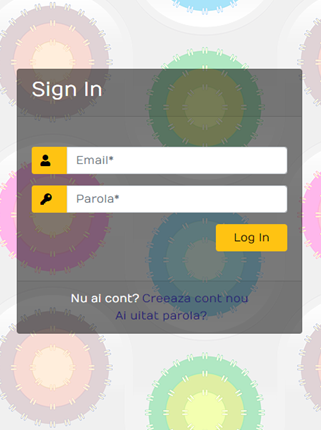 Sign In
Email*
Parola*
Log In
Nu ai cont? Creeaza cont nou
Ai uitat parola?